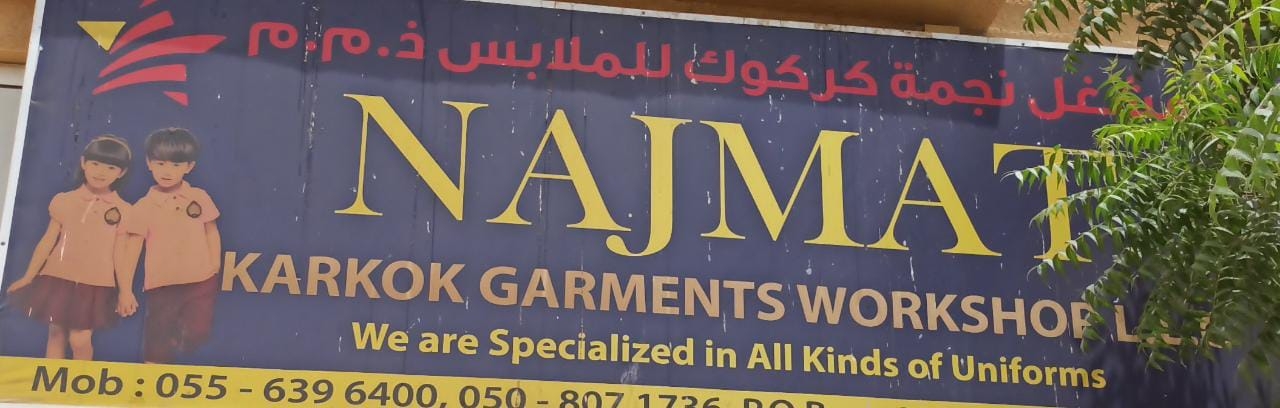 مشغل نجمة كركوك للملابس ذ.م.م
NAJMAT
KARKOK GARMENTS WORKSHOP L.L.C
We are Specialized in All Kinds of Uniforms
Mob : 055 - 639 6400, 050 - 807 1736, P.O.B